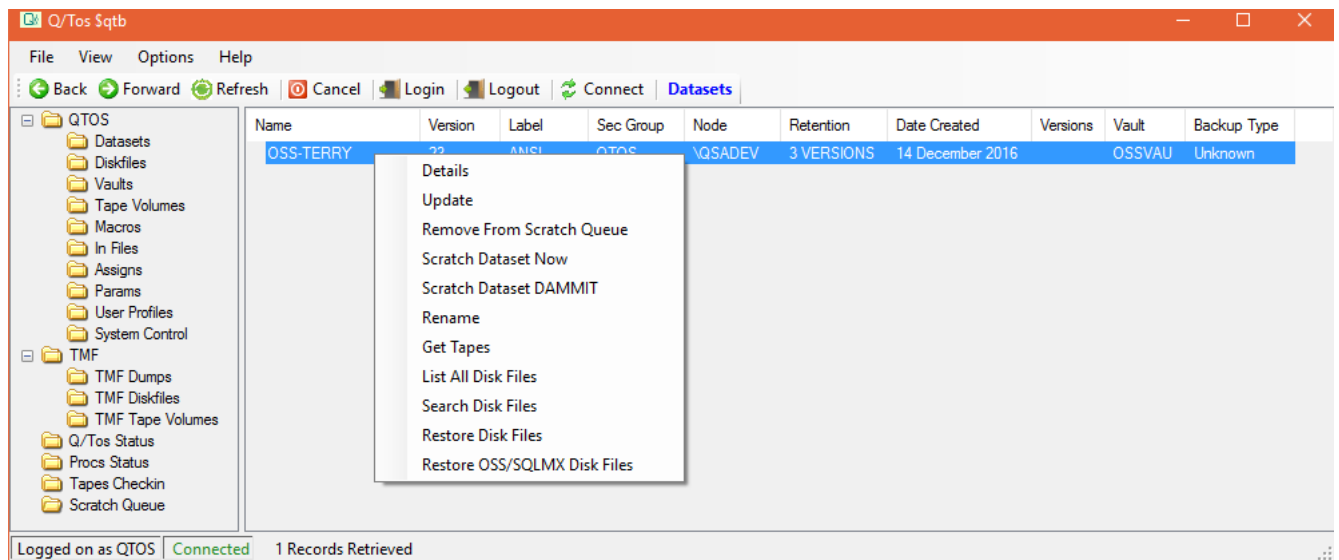 Q/Tos $qtb
File View Options Help
Back Forward Refresh Cancel Login Logout Connect Datasets
QTOS
Datasets
Diskfiles
Vaults
Tape Volumes
Macros
In Files
Assigns
Params
User Profiles
System Control
TMF
TMF Dumps
TMF Diskfiles
TMF Tape Volumes
Q/Tos Status
Procs Status
Tapes Checkin
Scratch Queue
Name Version Label Sec Group Node Retention Date Created Versions Vault Backup Type
OSS-TERRY ANSI QTOS \QSADEV 3 VERSIONS 14 December 2016 OSSVAU Unknown
Details
Update
Remove From Scratch Queue
Scratch Dataset Now
Scratch Dataset DAMMIT
Rename
Get Tapes
List All Disk Files
Search Disk Files
Restore Disk Files
Restore OSS/SQLMX Disk Files
Logged on as QTOS Connected 1 Records Retrieved